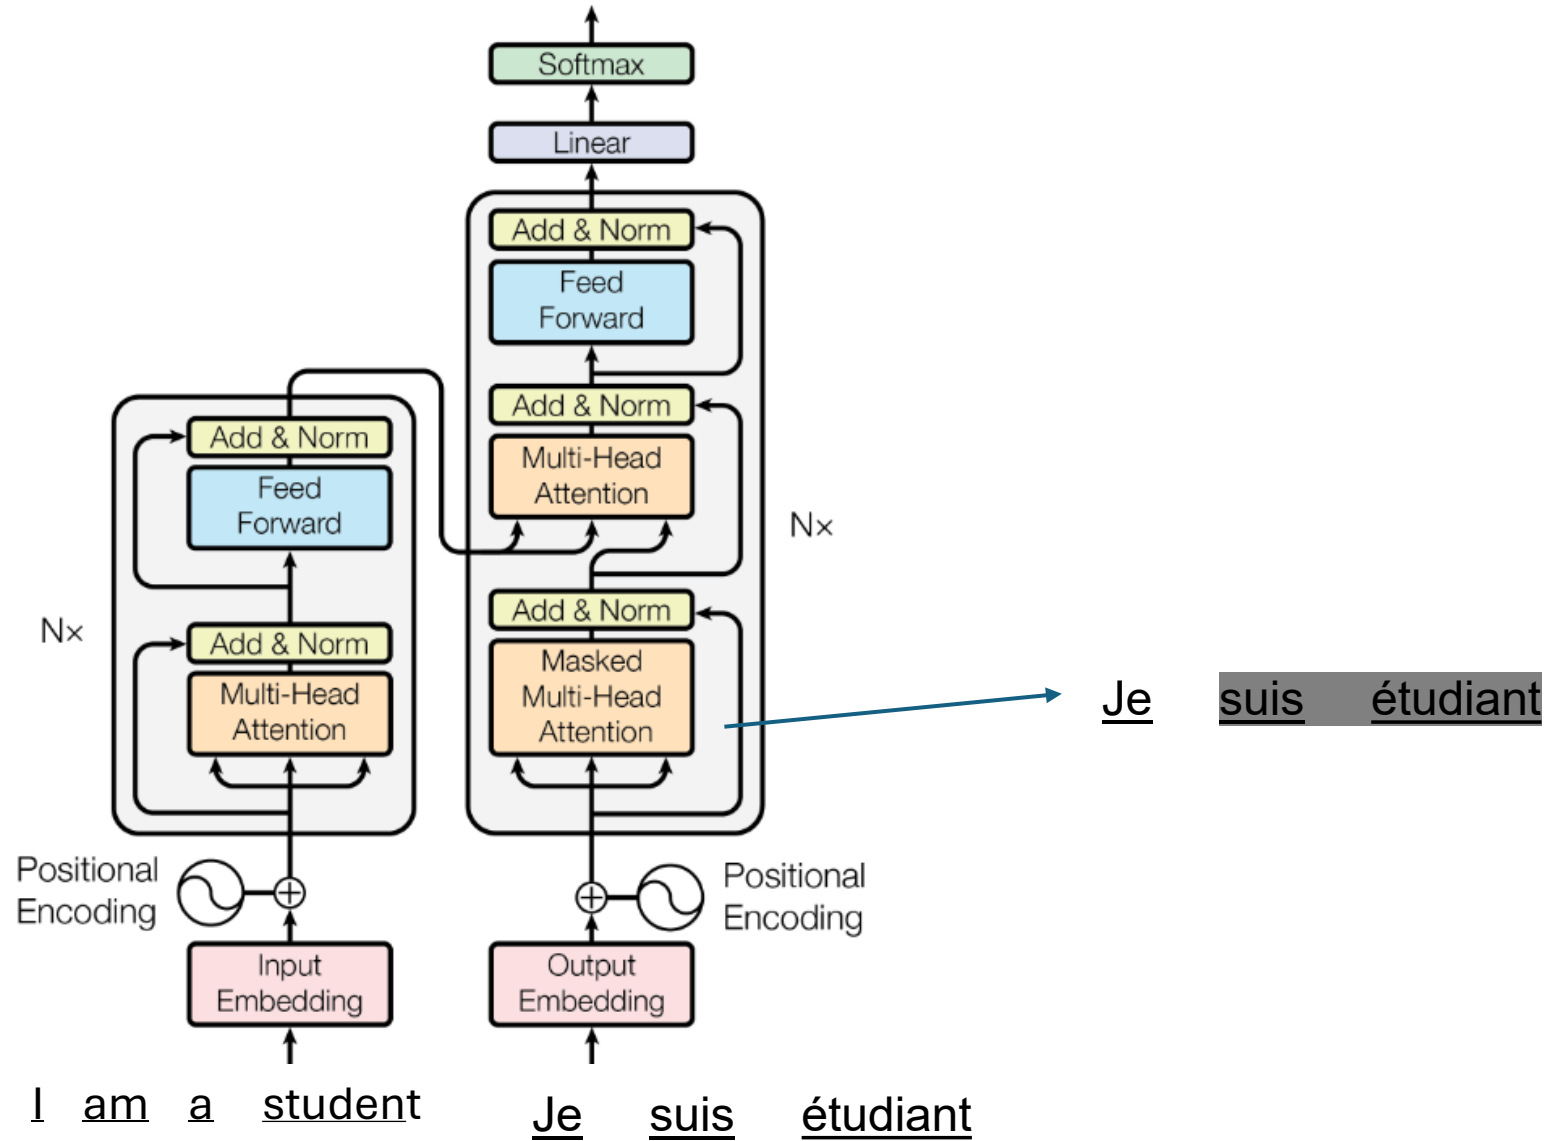 Softmax
Linear
Add & Norm
Feed
Forward
Add & Norm
Multi-Head
Attention
Nx
Add & Norm
Masked
Multi-Head
Attention
Add & Norm
Feed
Forward
Nx
Add & Norm
Multi-Head
Attention
Je suis étudiant
Positional
Encoding
Positional
Encoding
Input
Embedding
Output
Embedding
I am a student
Je suis étudiant